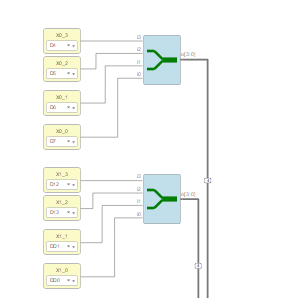 X0_3
D4
X0_2
D5
X0_1
D6
X0_0
D7
I3
I2
I1
I0
[3:0]
X1_3
D12
X1_2
D13
X1_1
DD1
X1_0
DD0
I3
I2
I1
I0
[3:0]